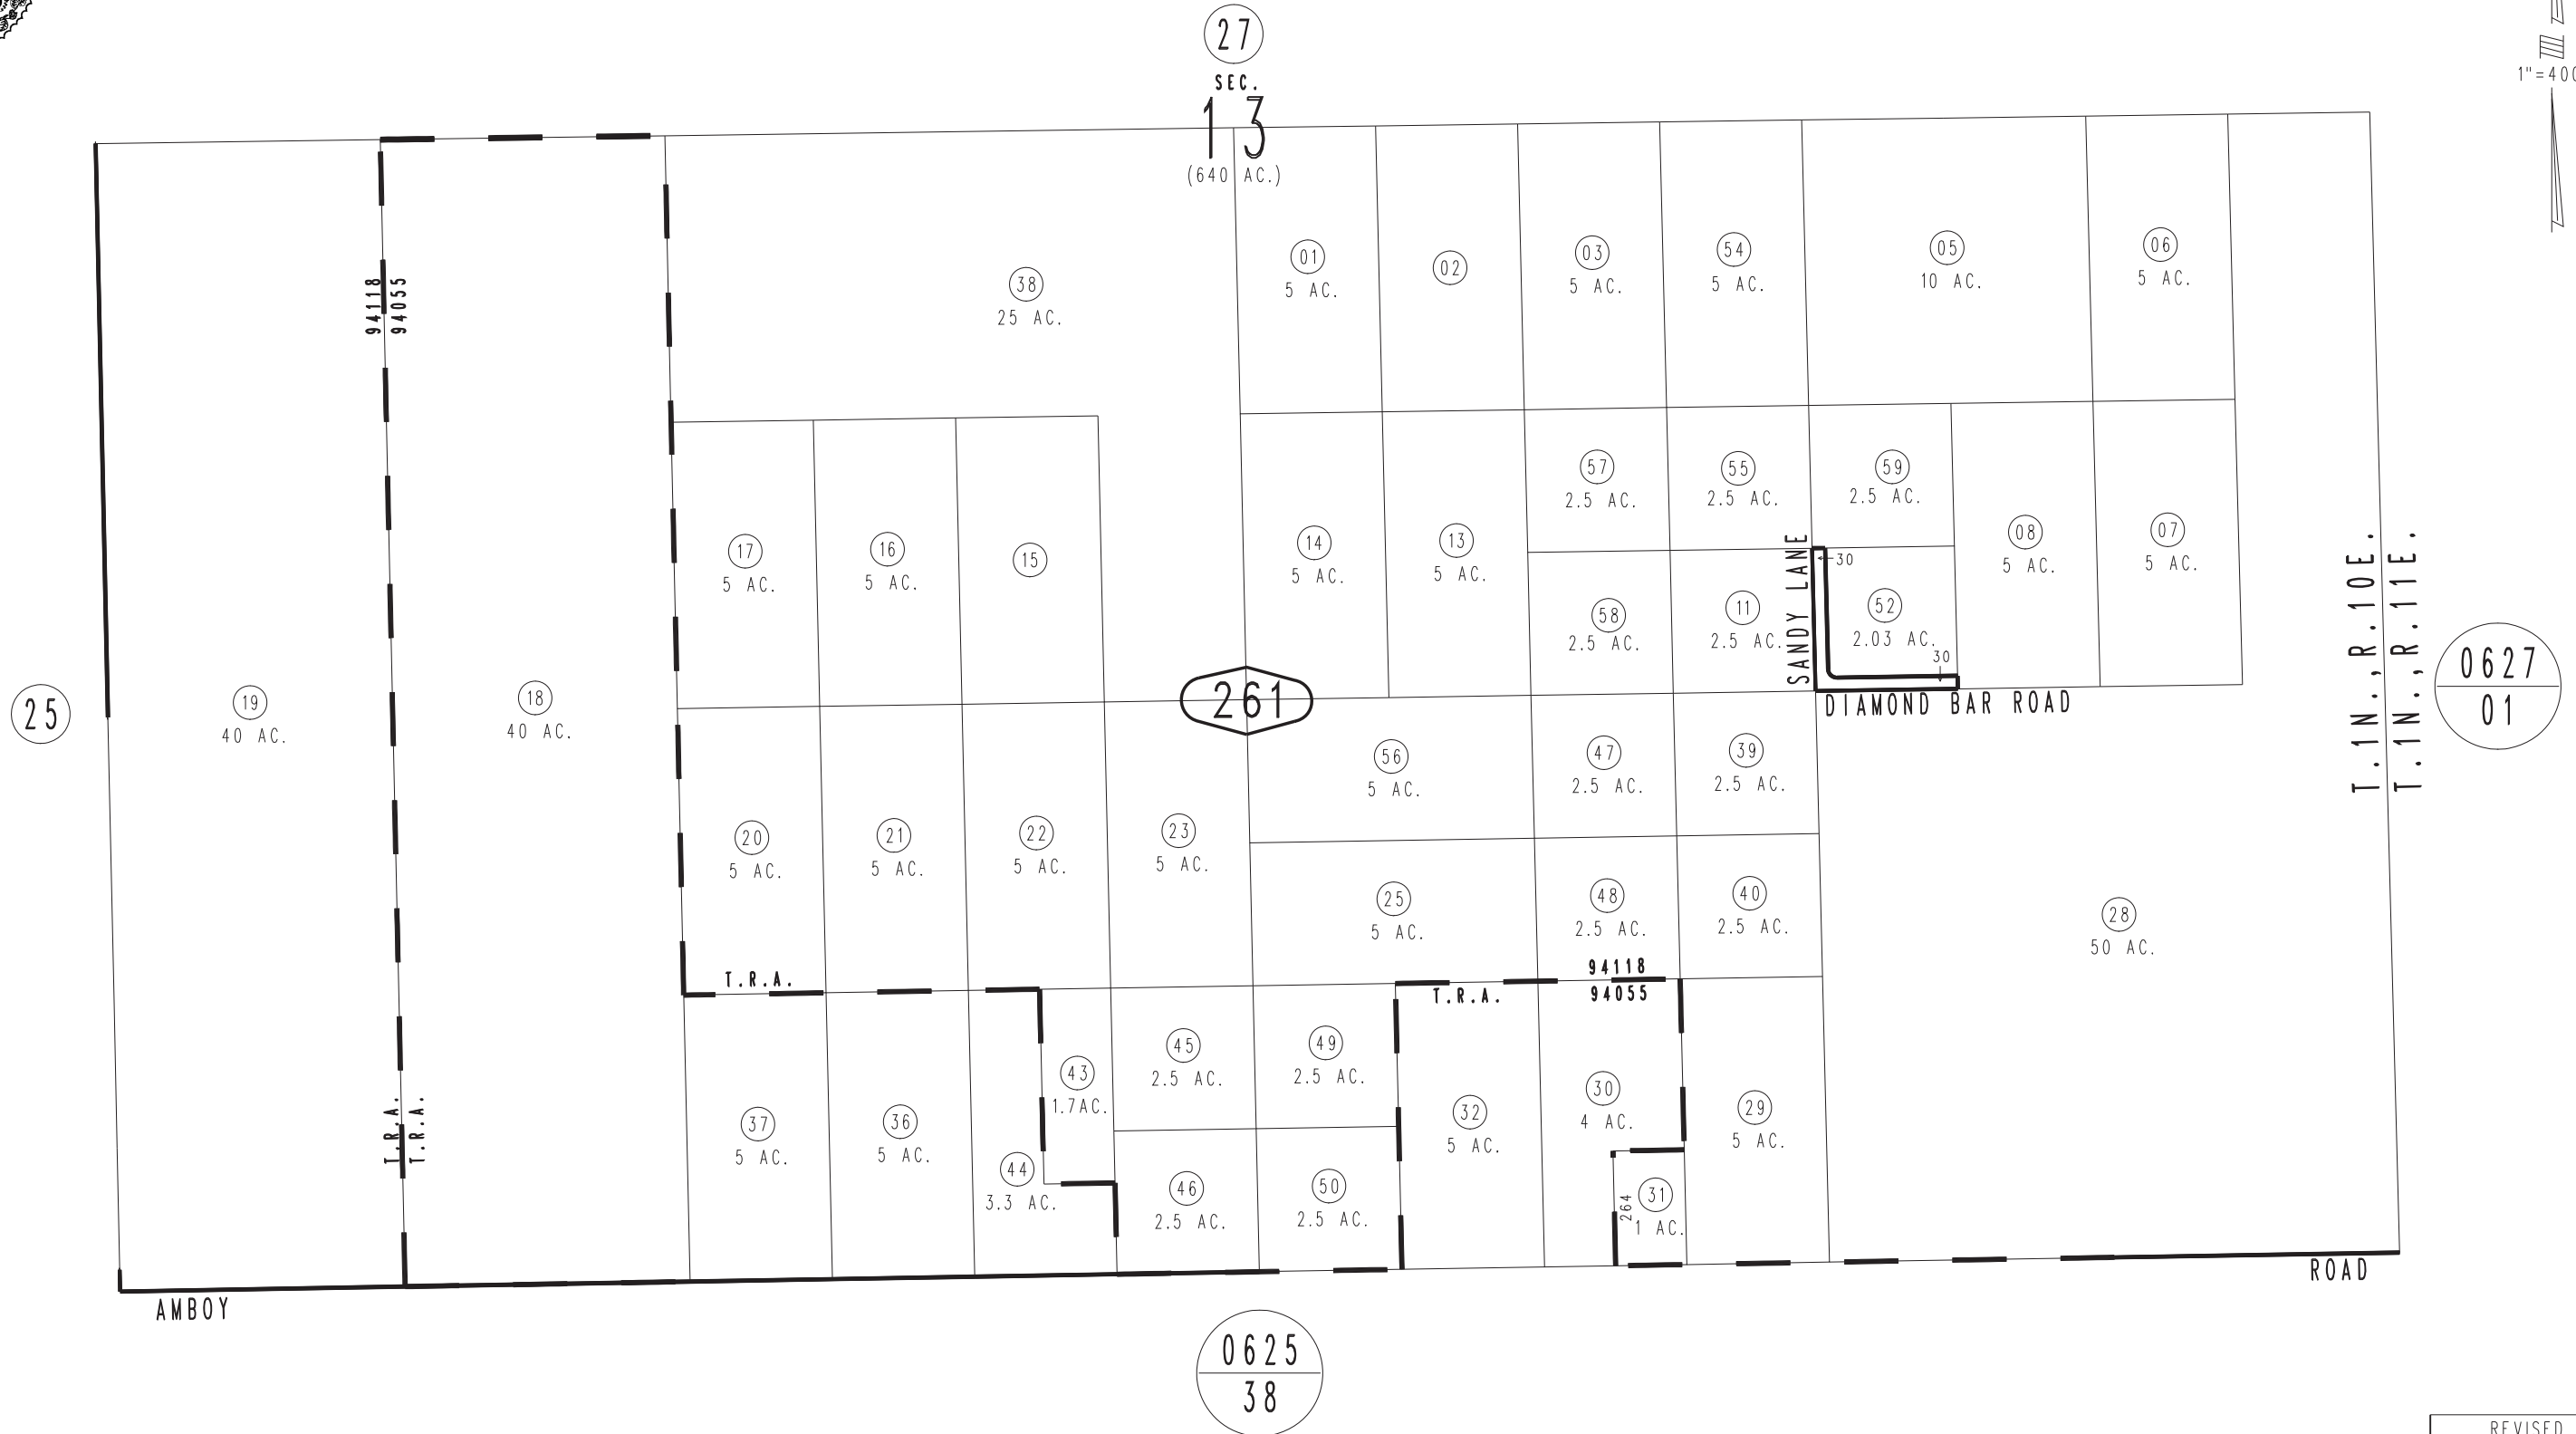 27
SEC.
13
(640 AC.)
1"=400
94118
94055
38
25 AC.
01
5 AC.
02
03
5 AC.
54
5 AC.
05
10 AC.
06
5 AC.
17
5 AC.
16
5 AC.
15
14
5 AC.
13
5 AC.
57
2.5 AC.
55
2.5 AC.
59
2.5 AC.
08
5 AC.
07
5 AC.
58
2.5 AC.
11
2.5 AC.
SANDY LANE
30
52
2.03 AC.
30
DIAMOND BAR ROAD
T.1N.,R.10E.
T.1N.,R.11E.
0627
01
25
19
40 AC.
18
40 AC.
261
56
5 AC.
47
2.5 AC.
39
2.5 AC.
20
5 AC.
21
5 AC.
22
5 AC.
23
5 AC.
25
5 AC.
48
2.5 AC.
40
2.5 AC.
28
50 AC.
T.R.A.
94118
T.R.A.
94055
45
2.5 AC.
49
2.5 AC.
43
1.7AC.
30
4 AC.
T.R.A.
T.R.A.
37
5 AC.
36
5 AC.
32
5 AC.
29
5 AC.
44
3.3 AC.
46
2.5 AC.
50
2.5 AC.
264
31
1 AC.
AMBOY
ROAD
0625
38
REVISED